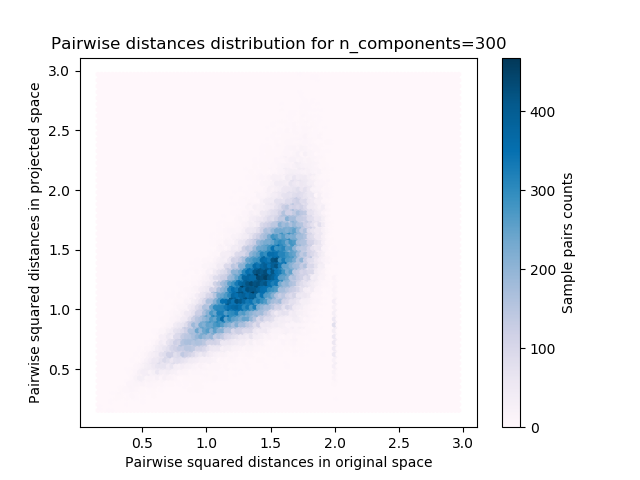 Pairwise distances distribution for n_components=300
3.0
2.5
2.0
1.5
1.0
0.5
Pairwise squared distances in projected space
0.5 1.0 1.5 2.0 2.5 3.0
Pairwise squared distances in original space
400
300
200
100
0
Sample pairs counts